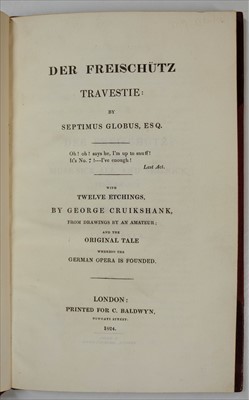 DER FREISCHÜTZ
TRAVESTIE:
BY
SEPTIMUS GLOBUS, ESQ.
Oh! oh! says he, I'm up to snuff!
It's No. 7:—I've enough!
Last Act.
WITH
TWELVE ETCHINGS,
BY GEORGE CRUIKSHANK,
FROM DRAWINGS BY AN AMATEUR;
AND THE
ORIGINAL TALE
WHEREON THE
GERMAN OPERA IS FOUNDED.
LONDON:
PRINTED FOR C. BALDWYN,
NEWGATE STREET.
1824.